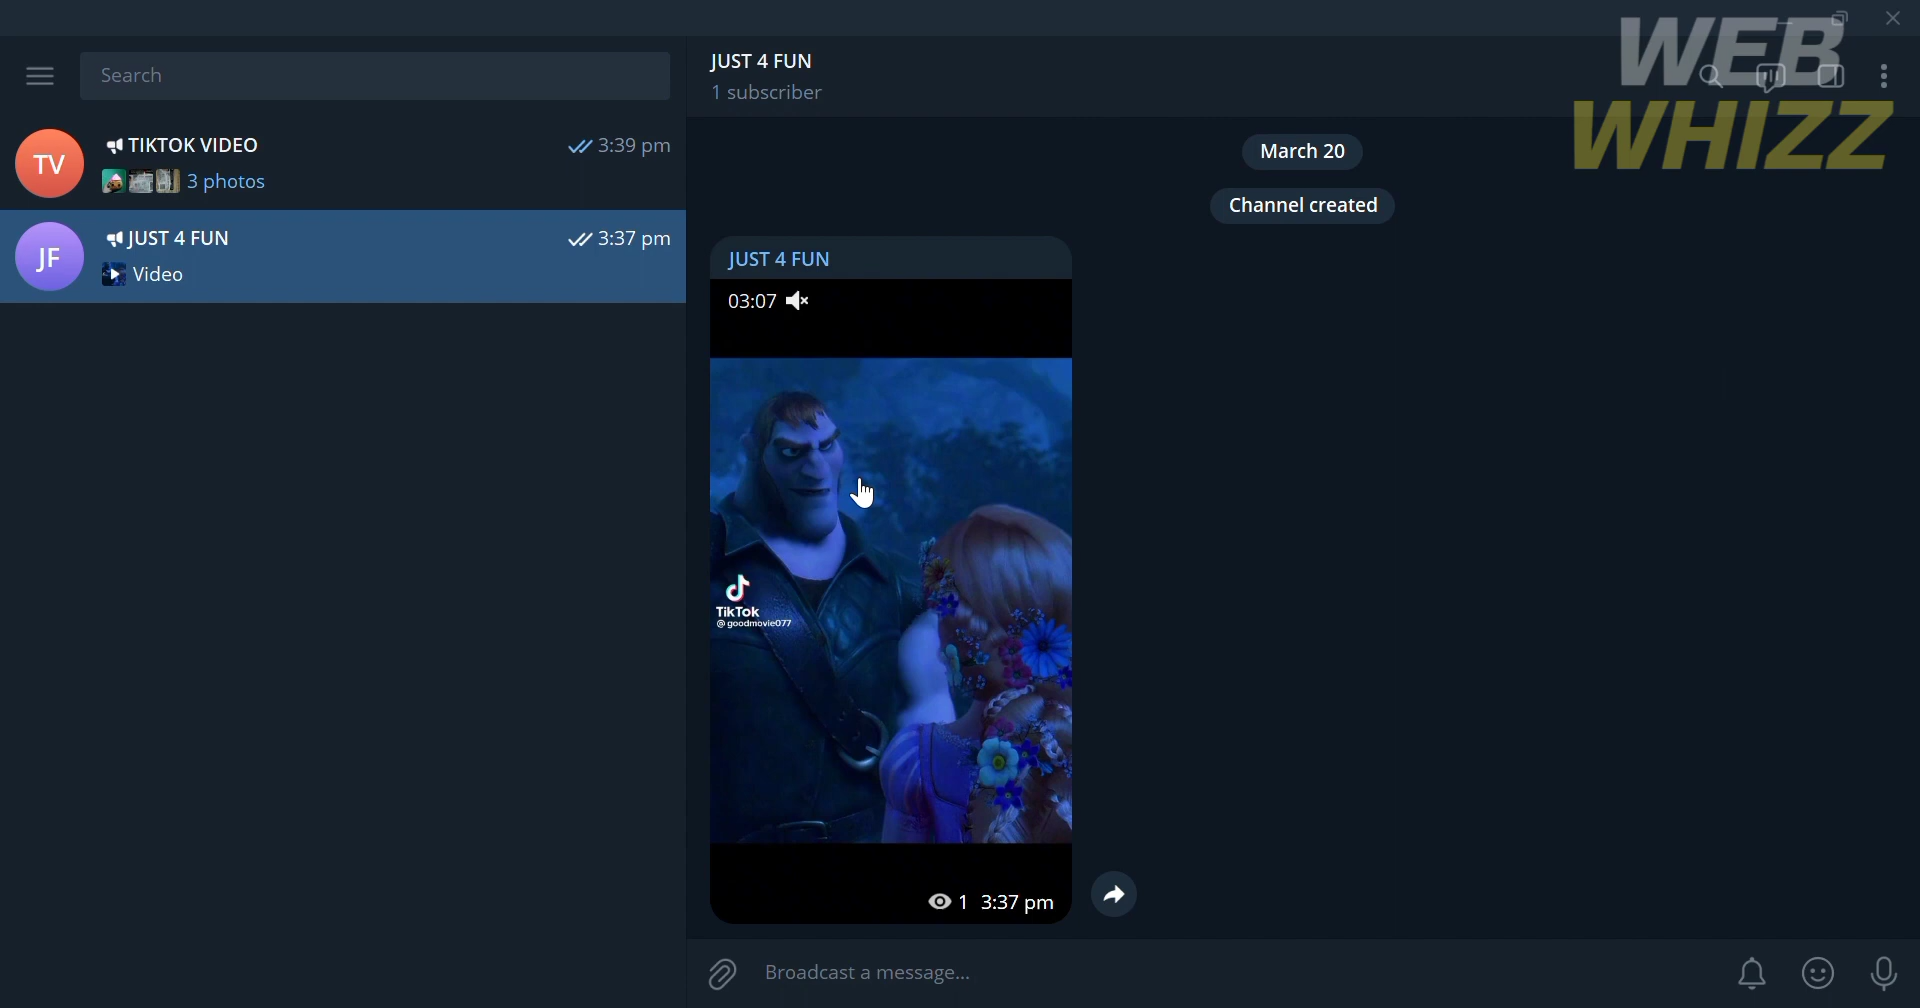 WEB
WHIZZ
Search
JUST 4 FUN
1 subscriber
TV
TIKTOK VIDEO
3:39 pm
3 photos
JF
JUST 4 FUN
3:37 pm
Video
March 20
Channel created
JUST 4 FUN
03:07
TikTok
@goodmovie077
1 3:37 pm
Broadcast a message...